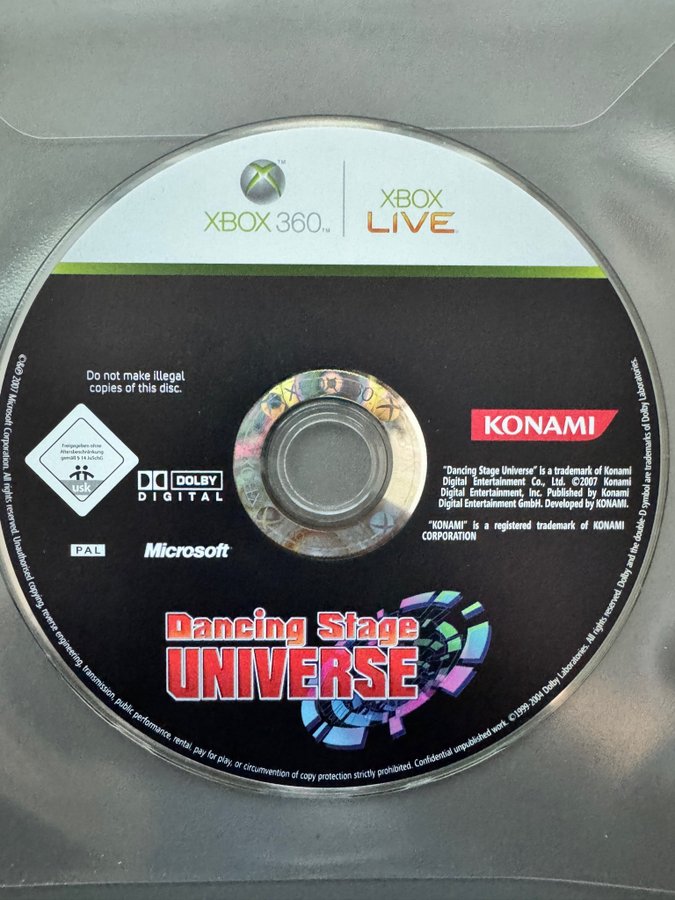 XBOX 360™
XBOX
LIVE
Do not make illegal
copies of this disc.
Freigegeben ohne
Altersbeschränkung
gemäß § 14 JuSchG
usk
DOLBY
DIGITAL
PAL
Microsoft®
KONAMI
"Dancing Stage Universe" is a trademark of Konami
Digital Entertainment Co., Ltd. ©2007 Konami
Digital Entertainment, Inc. Published by Konami
Digital Entertainment GmbH. Developed by KONAMI.
"KONAMI" is a registered trademark of KONAMI
CORPORATION
Dancing Stage
UNIVERSE
©&℗ 2007 Microsoft Corporation. All rights reserved. Unauthorised copying, reverse engineering, transmission, public performance, rental, pay for play, or circumvention of copy protection strictly prohibited. Confidential unpublished work. ©1999-2004 Dolby Laboratories. All rights reserved. Dolby and the double-D symbol are trademarks of Dolby Laboratories.